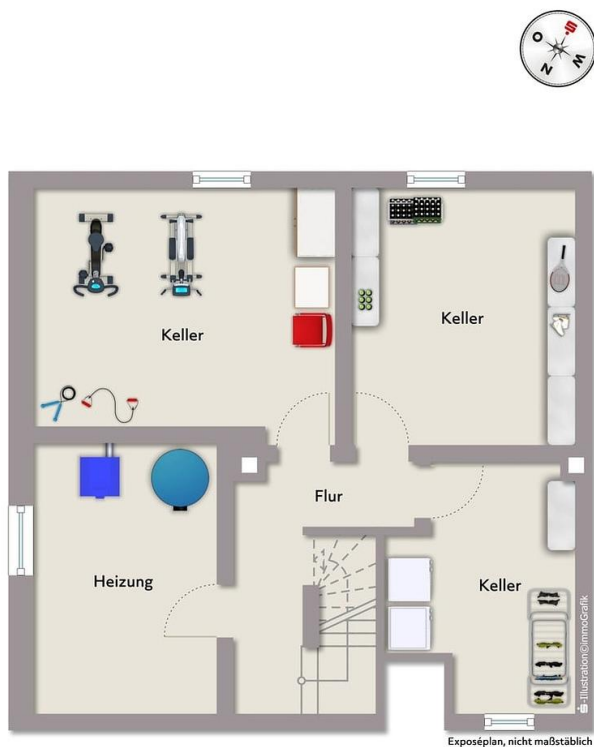 S
O
W
N
Keller
Keller
Flur
Heizung
Keller
S-Illustration©immoGrafik
Exposéplan, nicht maßstäblich